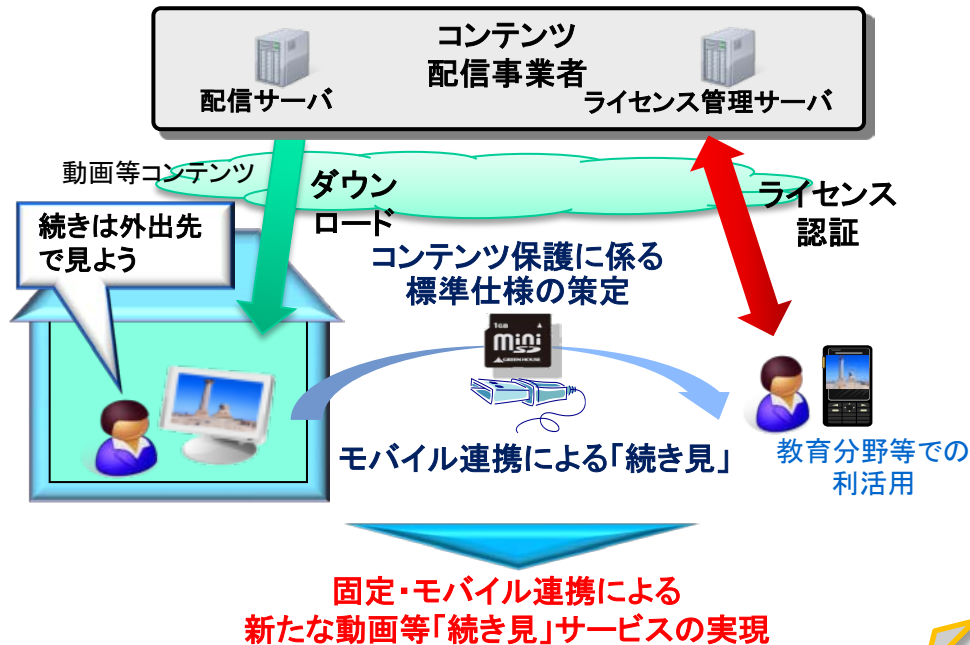 コンテンツ
配信事業者
配信サーバ
ライセンス管理サーバ
動画等コンテンツ
ダウン
ロード
ライセンス
認証
続きは外出先
で見よう
コンテンツ保護に係る
標準仕様の策定
1GB
mini
SD
GREEN HOUSE
モバイル連携による「続き見」
教育分野等での
利活用
固定・モバイル連携による
新たな動画等「続き見」サービスの実現